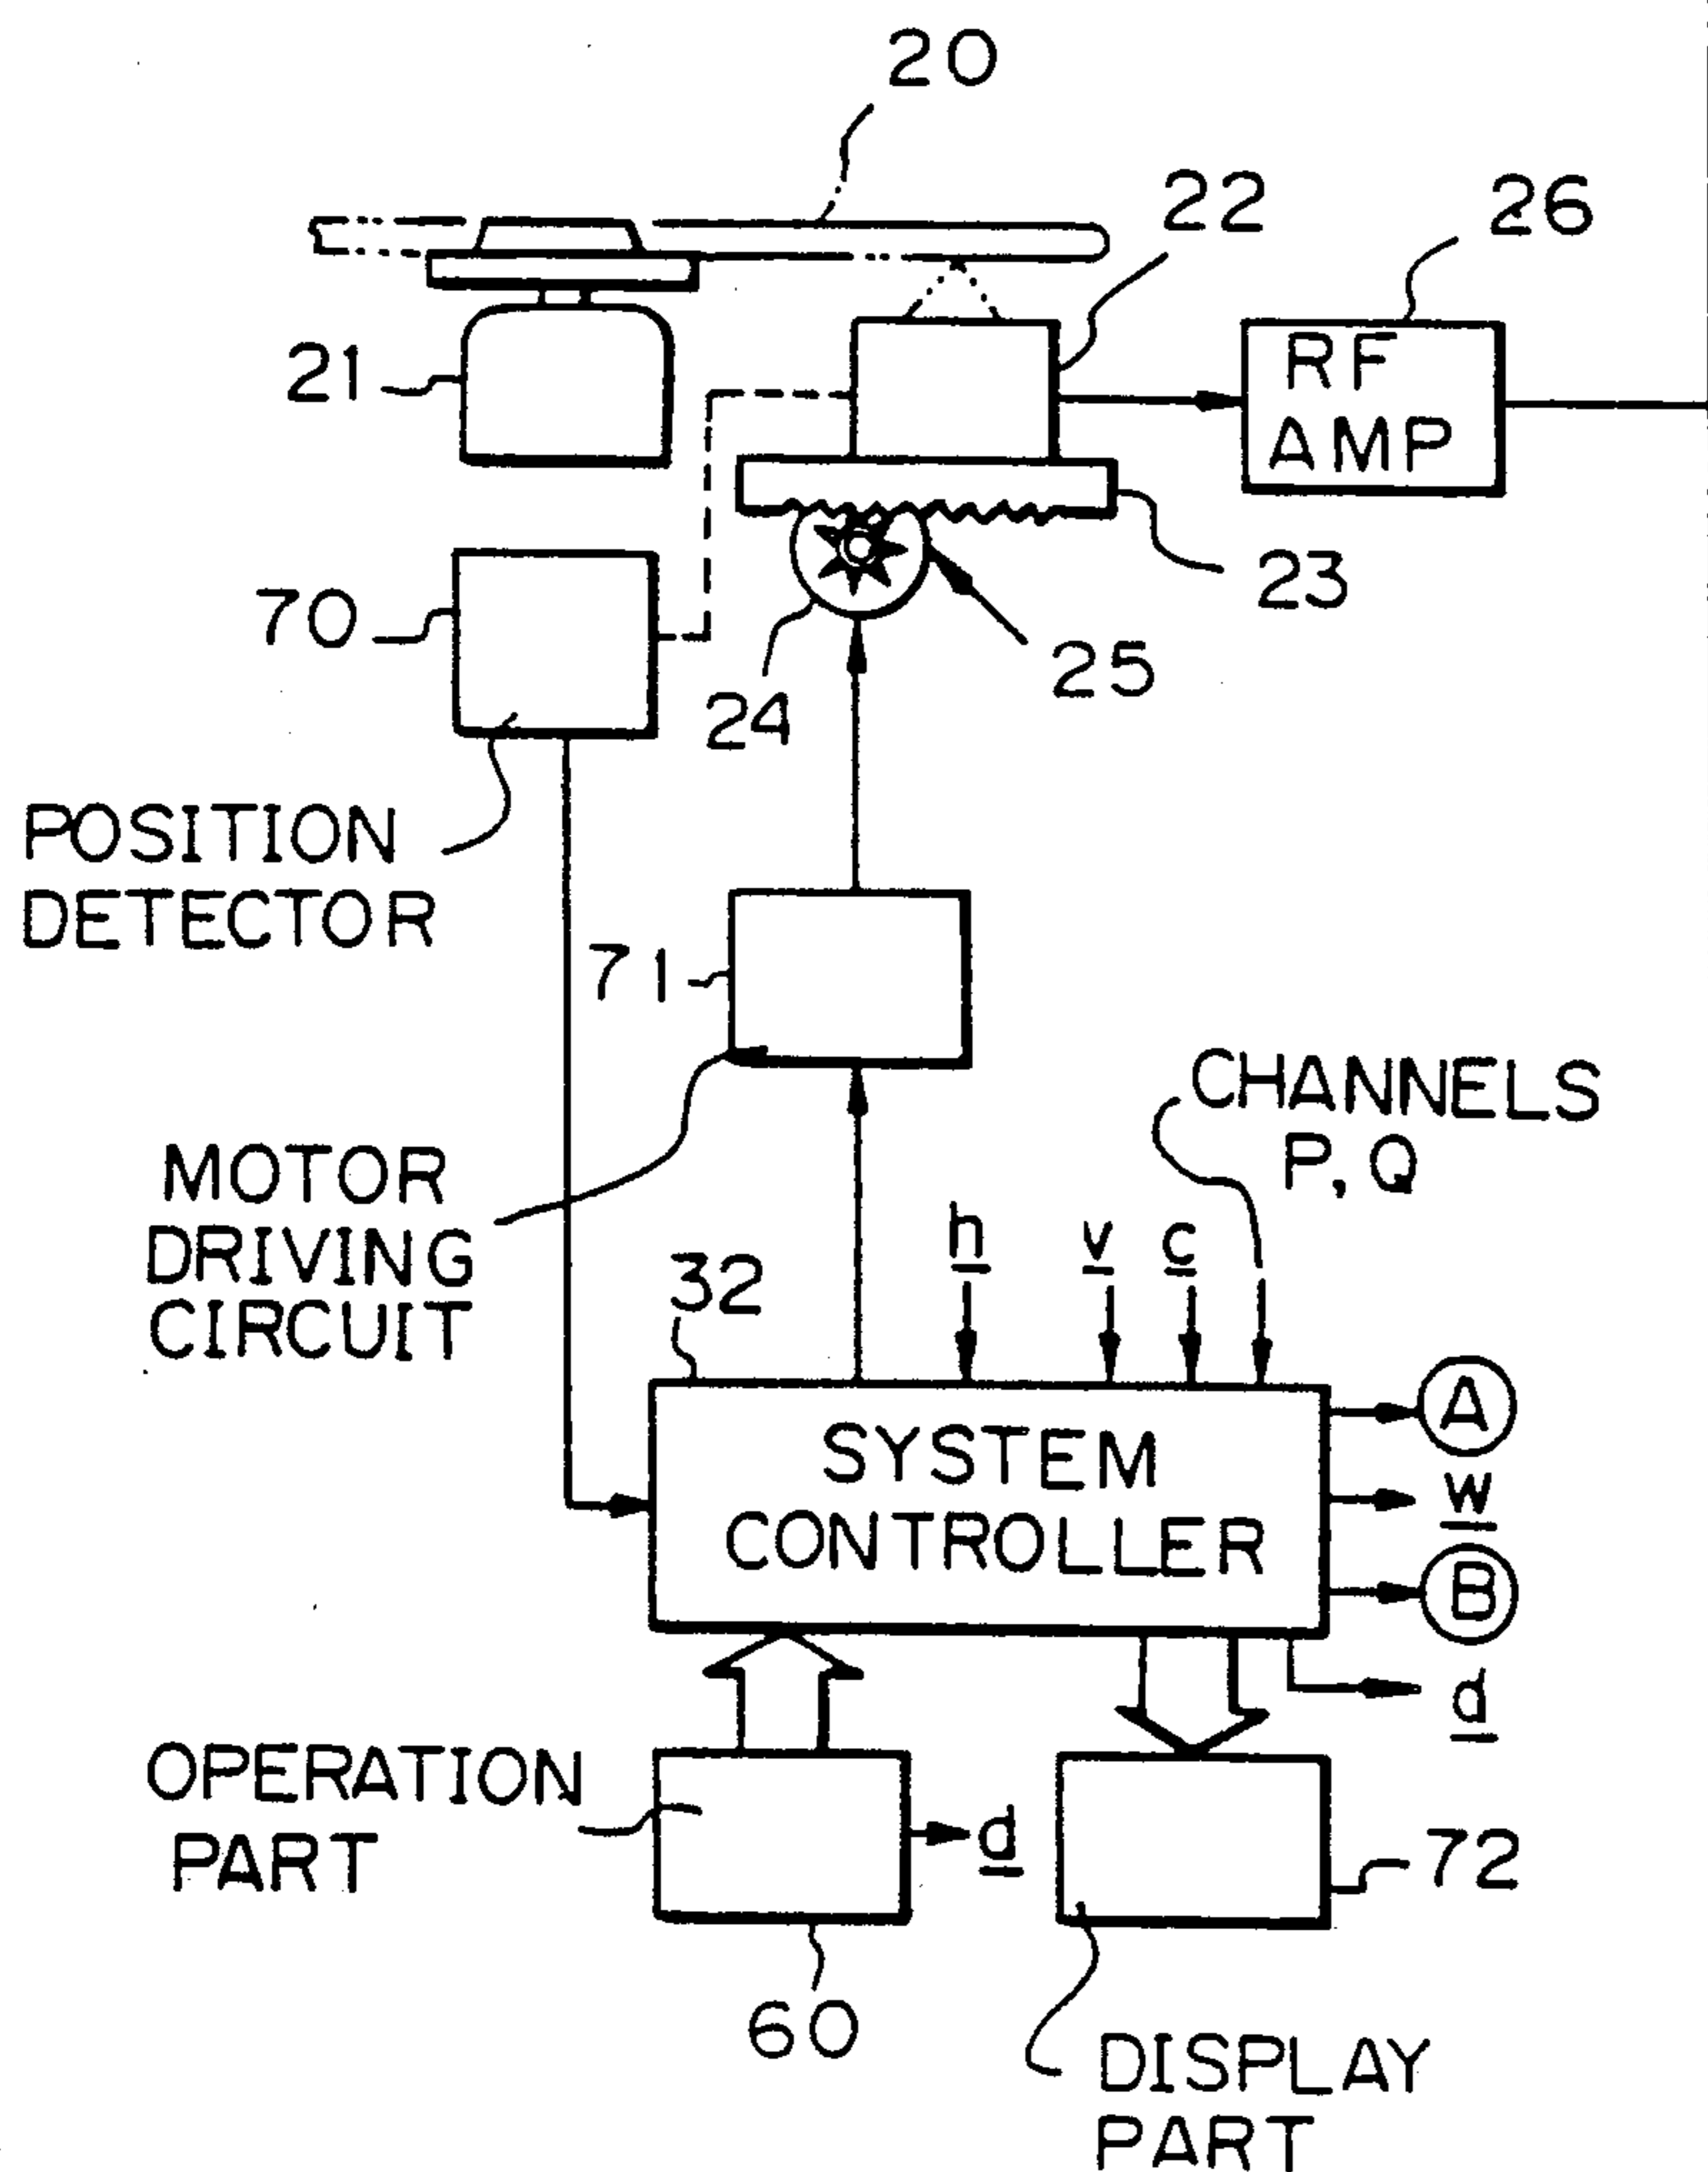 20
22
26
21
RF
AMP
23
70
25
24
POSITION
DETECTOR
71
CHANNELS
P, Q
MOTOR
DRIVING
CIRCUIT
h
v
c
32
A
SYSTEM
CONTROLLER
w
B
d
OPERATION
PART
d
72
60
DISPLAY
PART